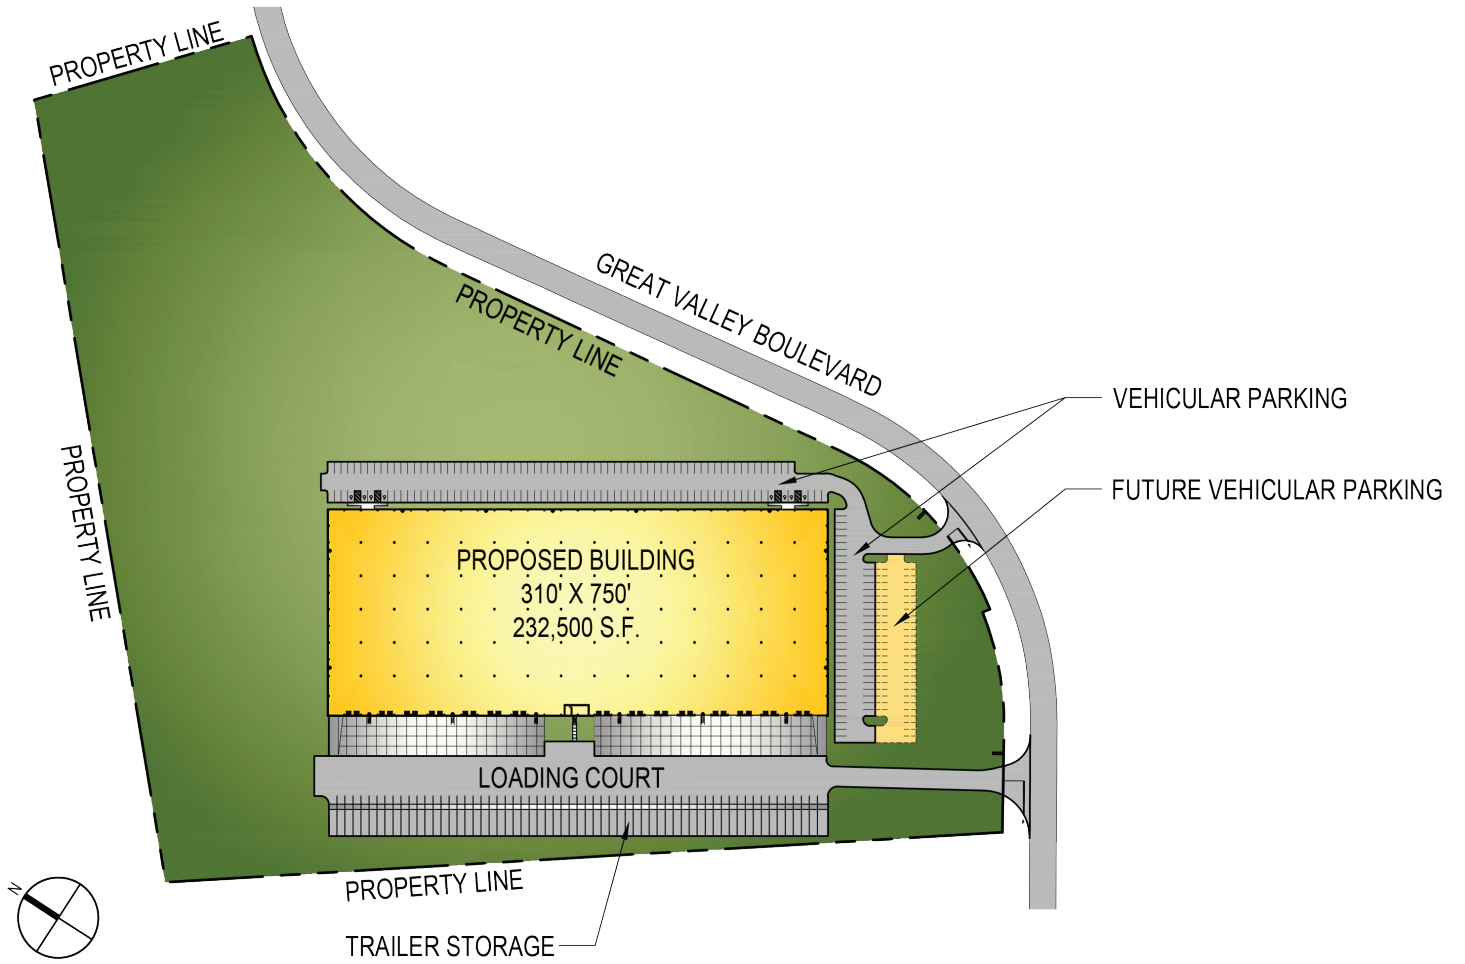 PROPERTY LINE
GREAT VALLEY BOULEVARD
PROPERTY LINE
VEHICULAR PARKING
PROPERTY LINE
FUTURE VEHICULAR PARKING
PROPOSED BUILDING
310' X 750'
232,500 S.F.
LOADING COURT
PROPERTY LINE
N
TRAILER STORAGE